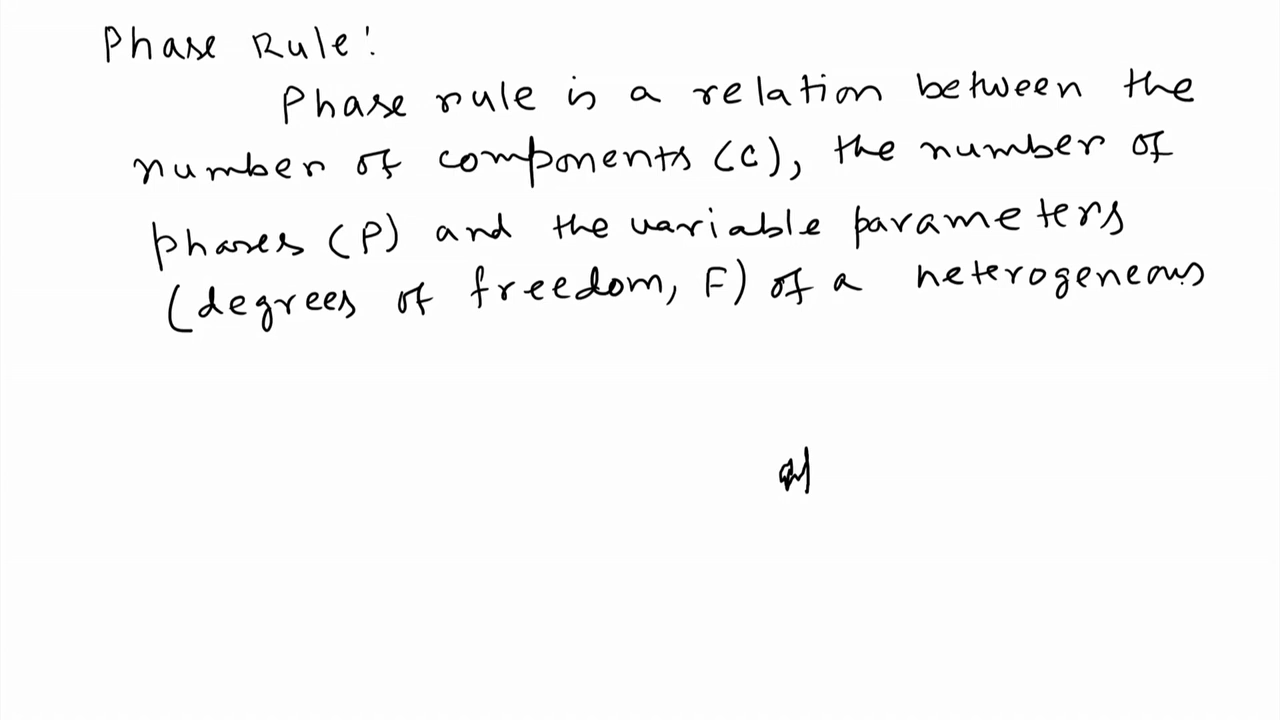 Phase Rule:
Phase rule is a relation between the
number of components (C), the number of
phases (P) and the variable parameters
(degrees of freedom, F) of a heterogeneous